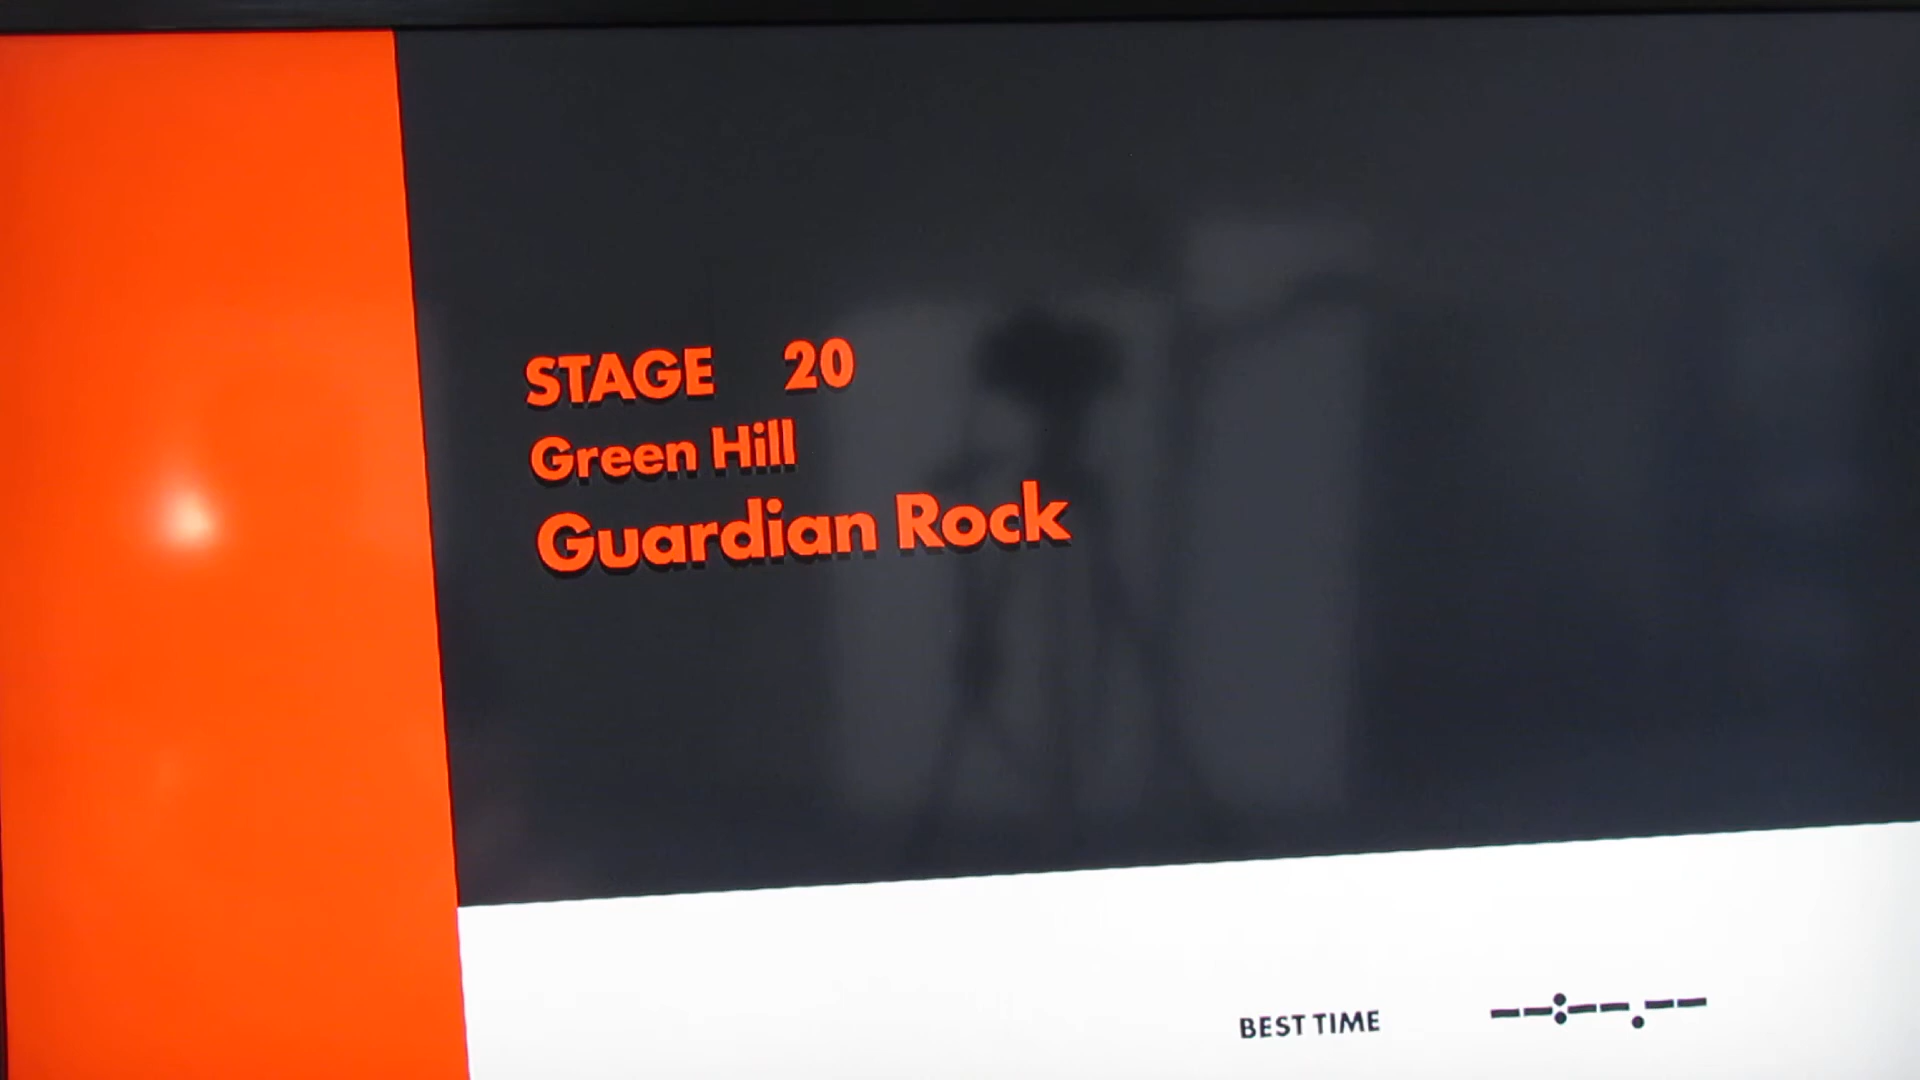 STAGE 20
Green Hill
Guardian Rock
BEST TIME --:--.--